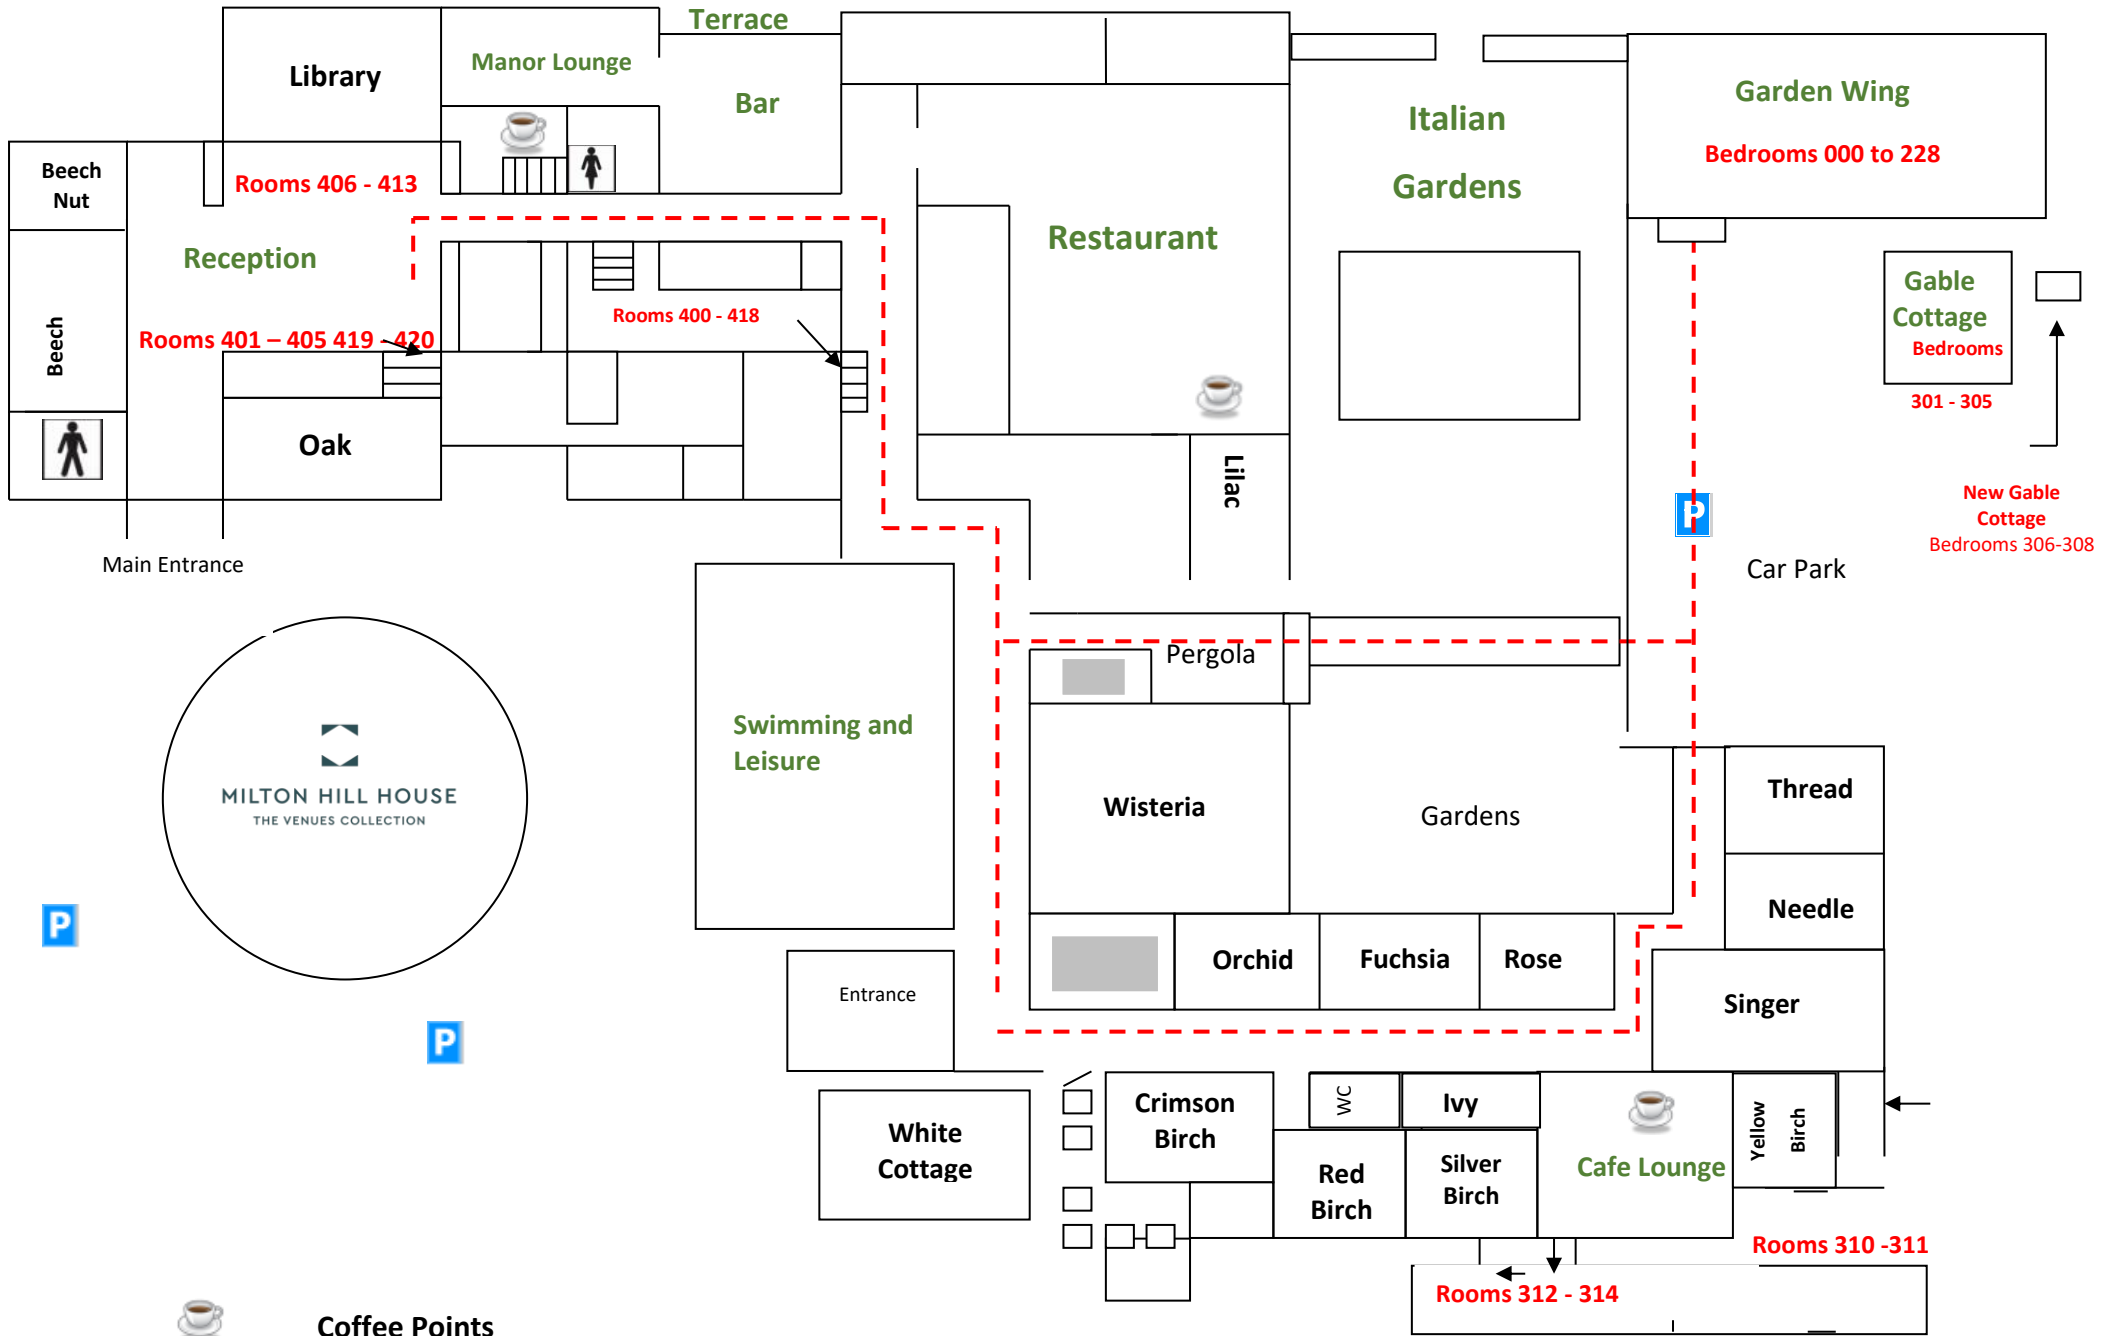 Terrace
Library
Manor Lounge
Bar
Italian
Gardens
Garden Wing
Bedrooms 000 to 228
Beech
Nut
Rooms 406 - 413
Reception
Restaurant
Gable
Cottage
Bedrooms
301 - 305
Rooms 400 - 418
Rooms 401 – 405 419 - 420
Beech
Oak
Lilac
New Gable
Cottage
Bedrooms 306-308
P
Car Park
Main Entrance
Pergola
Swimming and
Leisure
MILTON HILL HOUSE
THE VENUES COLLECTION
Wisteria
Gardens
Thread
Needle
P
Orchid
Fuchsia
Rose
Entrance
Singer
P
Crimson
Birch
WC
Ivy
White
Cottage
Red
Birch
Silver
Birch
Cafe Lounge
Yellow
Birch
Rooms 310 -311
Rooms 312 - 314
Coffee Points